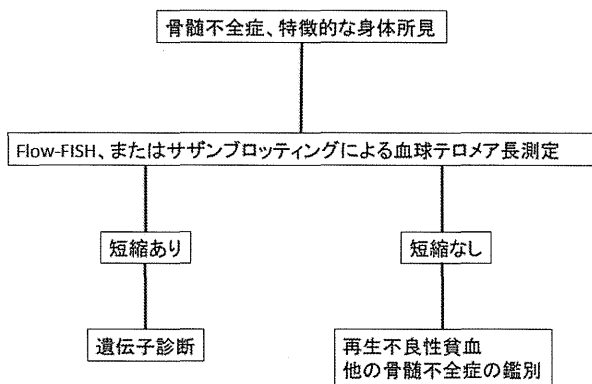 骨髄不全症、特徴的な身体所見
Flow-FISH、またはサザンブロッティングによる血球テロメア長測定
短縮あり
短縮なし
遺伝子診断
再生不良性貧血
他の骨髄不全症の鑑別